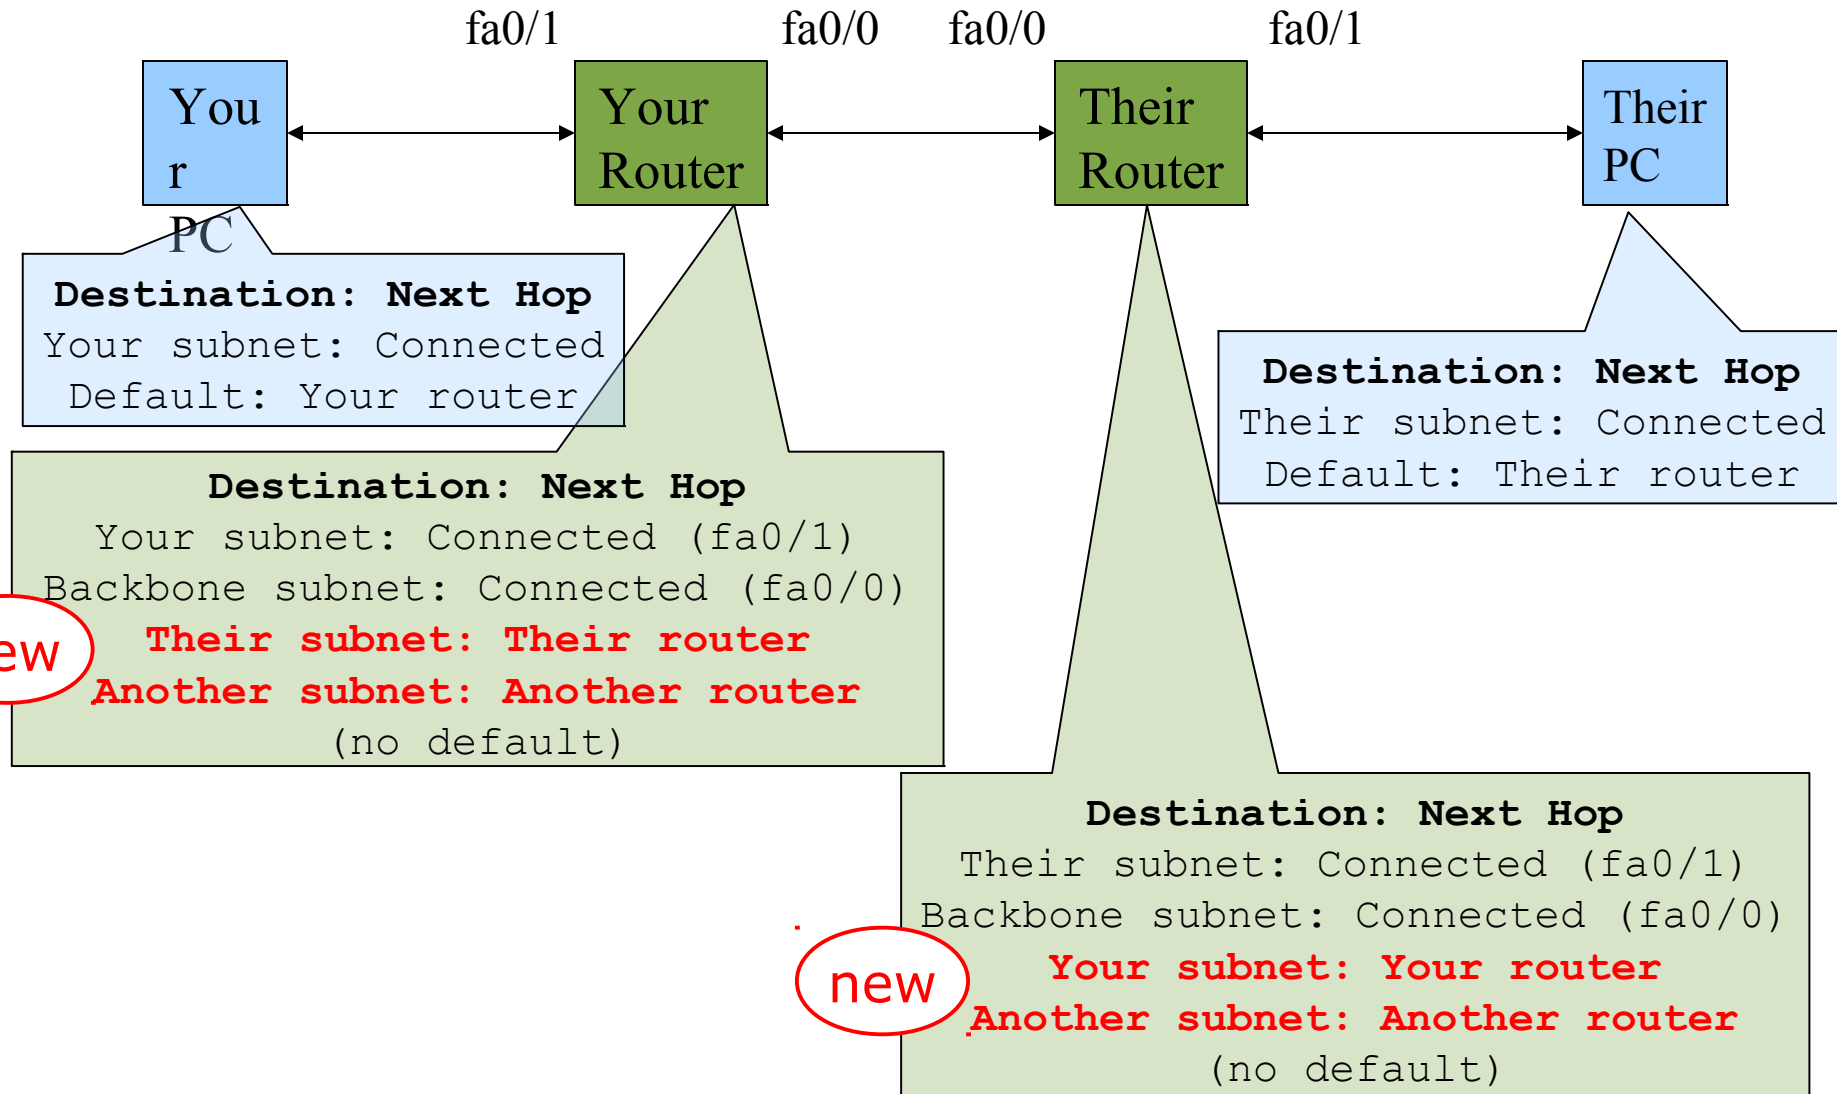 fa0/1 fa0/0 fa0/0 fa0/1
You
r
PC
Your
Router
Their
Router
Their
PC
Destination: Next Hop
Your subnet: Connected
Default: Your router
Destination: Next Hop
Their subnet: Connected
Default: Their router
Destination: Next Hop
Your subnet: Connected (fa0/1)
Backbone subnet: Connected (fa0/0)
Their subnet: Their router
Another subnet: Another router
(no default)
ew
Destination: Next Hop
Their subnet: Connected (fa0/1)
Backbone subnet: Connected (fa0/0)
Your subnet: Your router
Another subnet: Another router
(no default)
new